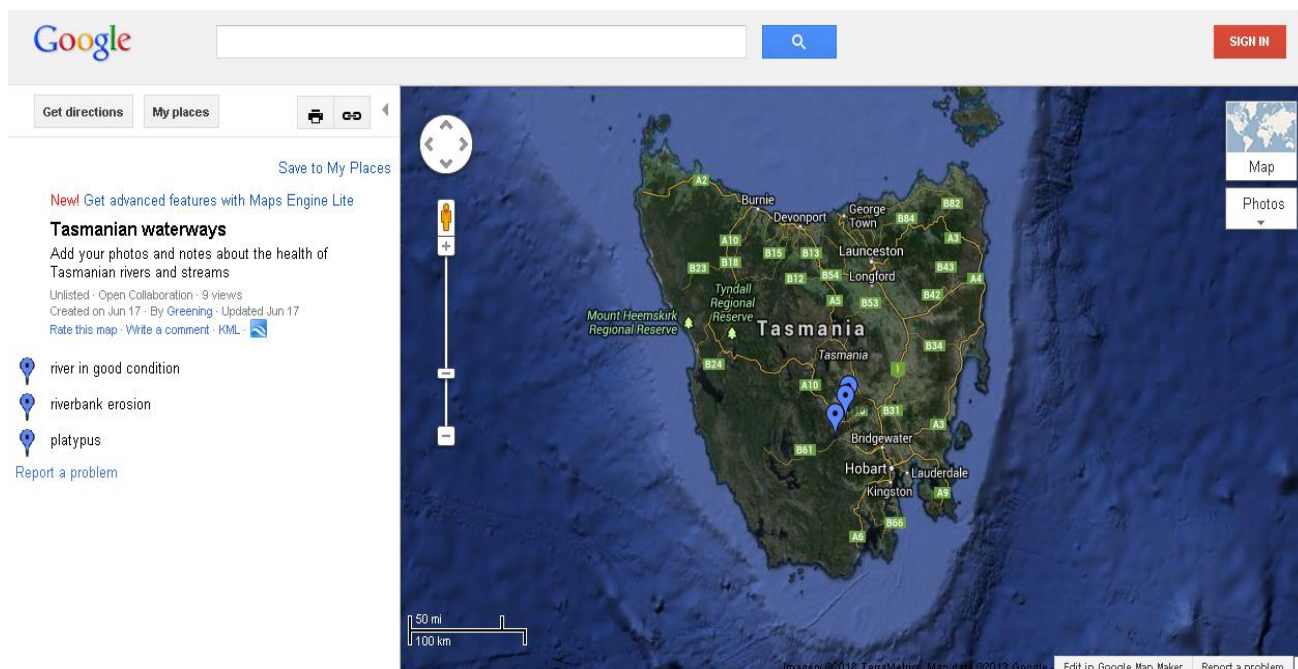 Google
SIGN IN
Get directions
My places
Save to My Places
New! Get advanced features with Maps Engine Lite
Tasmanian waterways
Add your photos and notes about the health of
Tasmanian rivers and streams
Unlisted · Open Collaboration · 9 views
Created on Jun 17 · By Greening · Updated Jun 17
Rate this map · Write a comment · KML ·
river in good condition
riverbank erosion
platypus
Report a problem
Map
Photos
A2
Burnie
Devonport
George
Town
B82
B84
A10
B15
B13
Launceston
A3
B18
B23
B12
B54
Longford
B43
A4
Tyndall
Regional
Reserve
A5
B53
B42
Mount Heemskirk
Regional Reserve
Tasmania
Tasmania
B34
B24
A10
1
B31
A3
Bridgewater
B61
Hobart
Lauderdale
Kingston
A9
B66
A6
50 mi
100 km
Edit in Google Map Maker
Report a problem